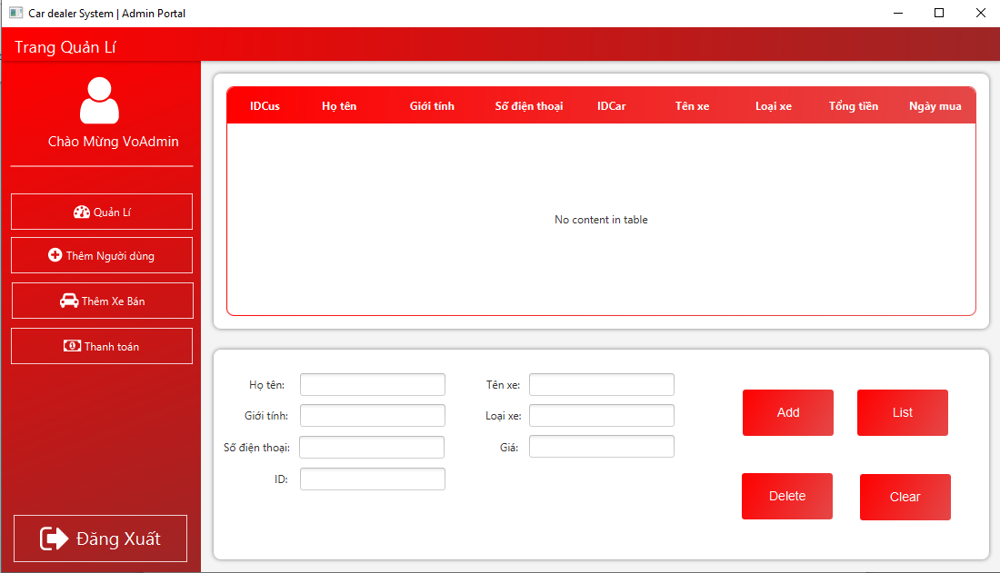 Car dealer System | Admin Portal
Trang Quản Lí
Chào Mừng VoAdmin
Quản Lí
Thêm Người dùng
Thêm Xe Bán
Thanh toán
Đăng Xuất
IDCus Họ tên Giới tính Số điện thoại IDCar Tên xe Loại xe Tổng tiền Ngày mua
No content in table
Họ tên: Tên xe:
Giới tính: Loại xe:
Số điện thoại: Giá:
ID:
Add List
Delete Clear